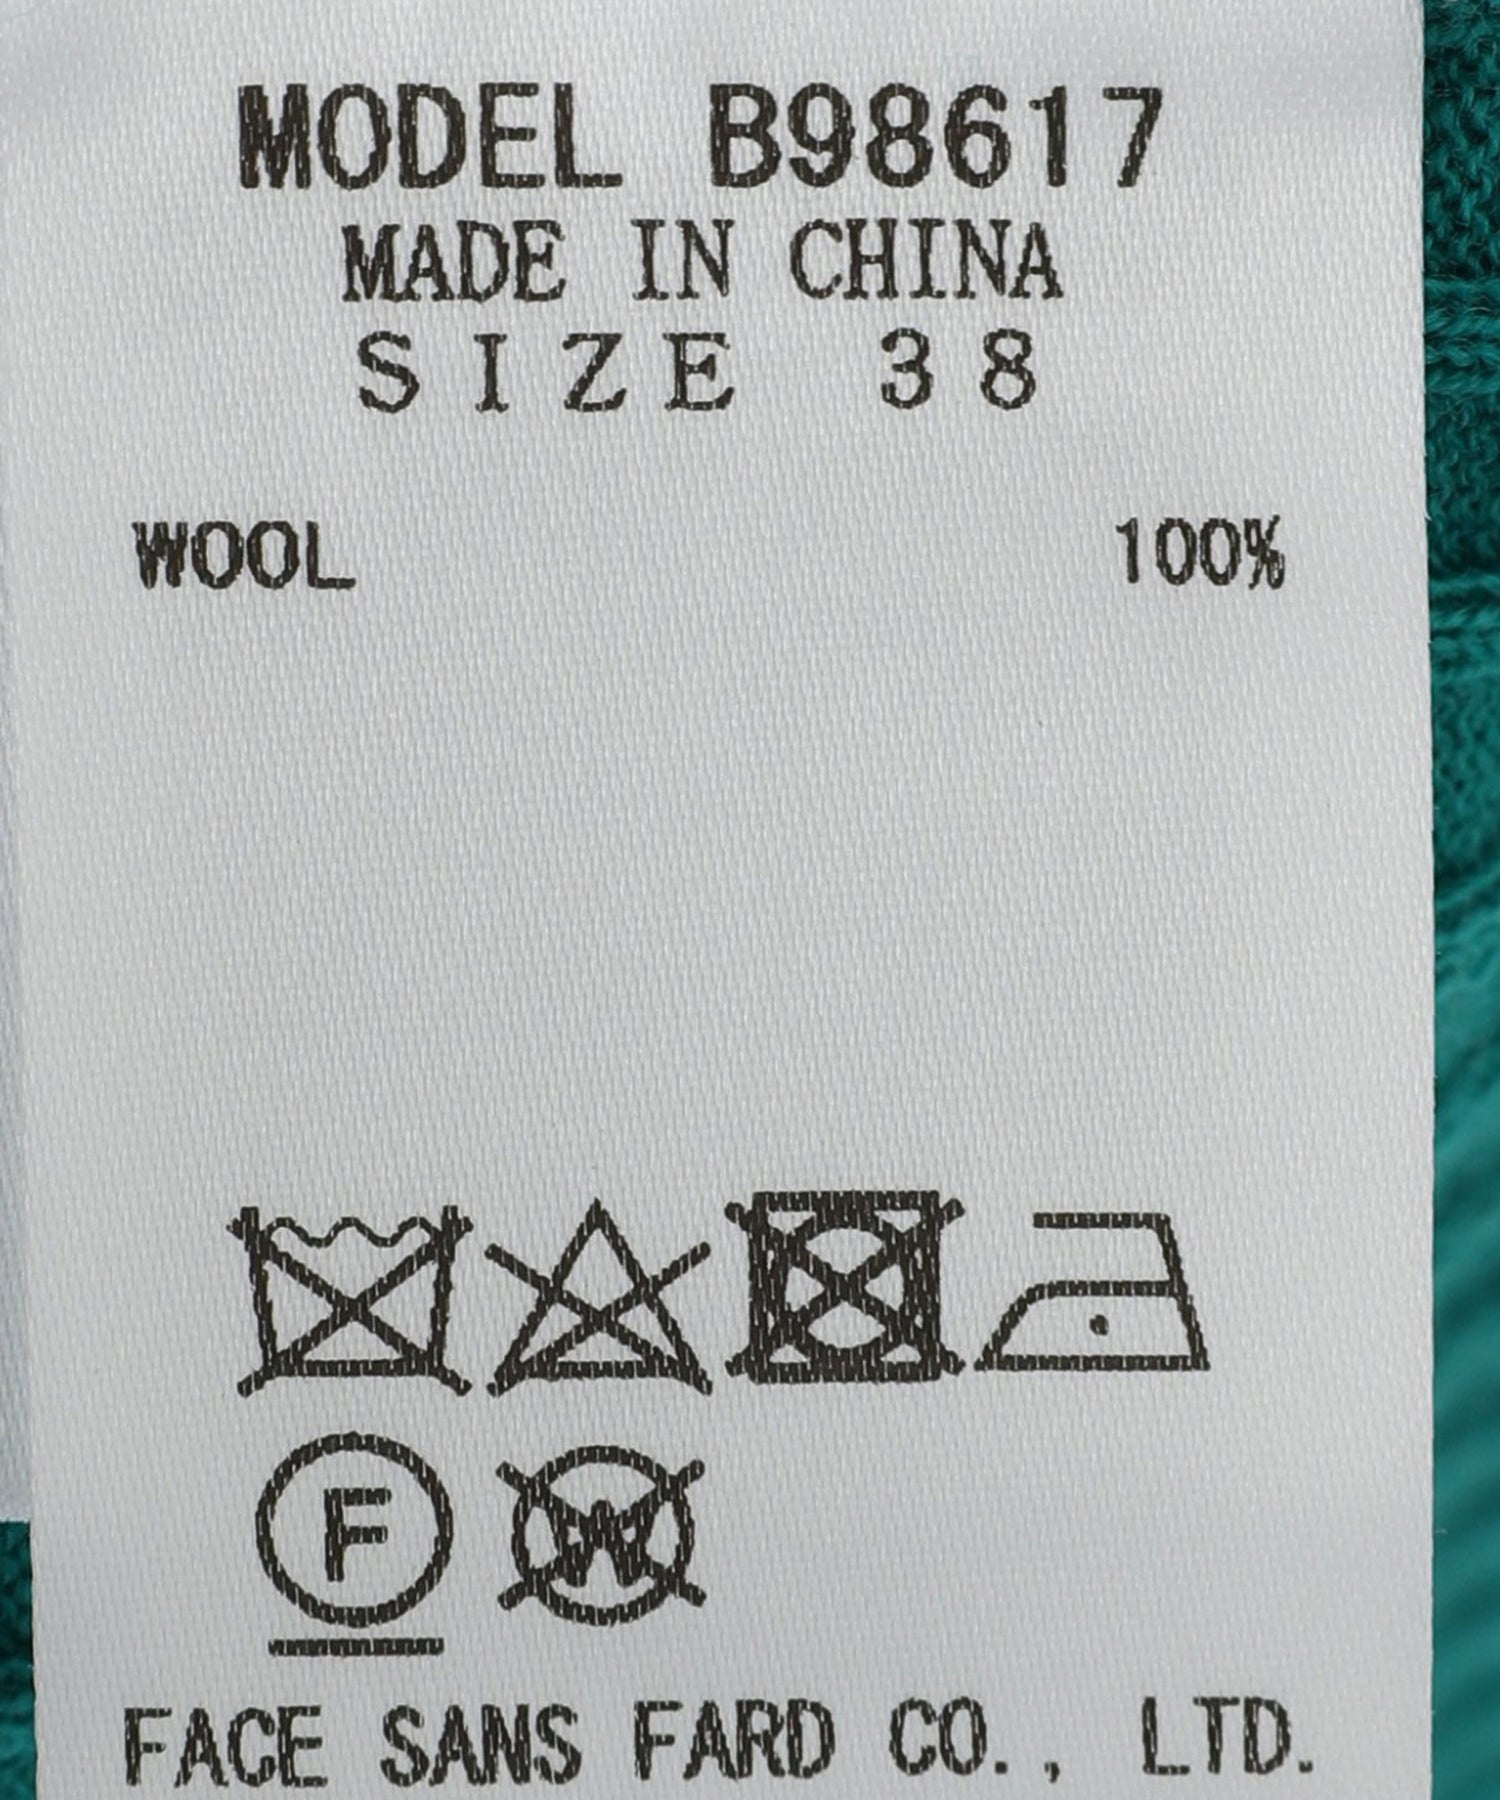 MODEL B98617
MADE IN CHINA
SIZE 38
WOOL 100%
F W
FACE SANS FARD CO., LTD.